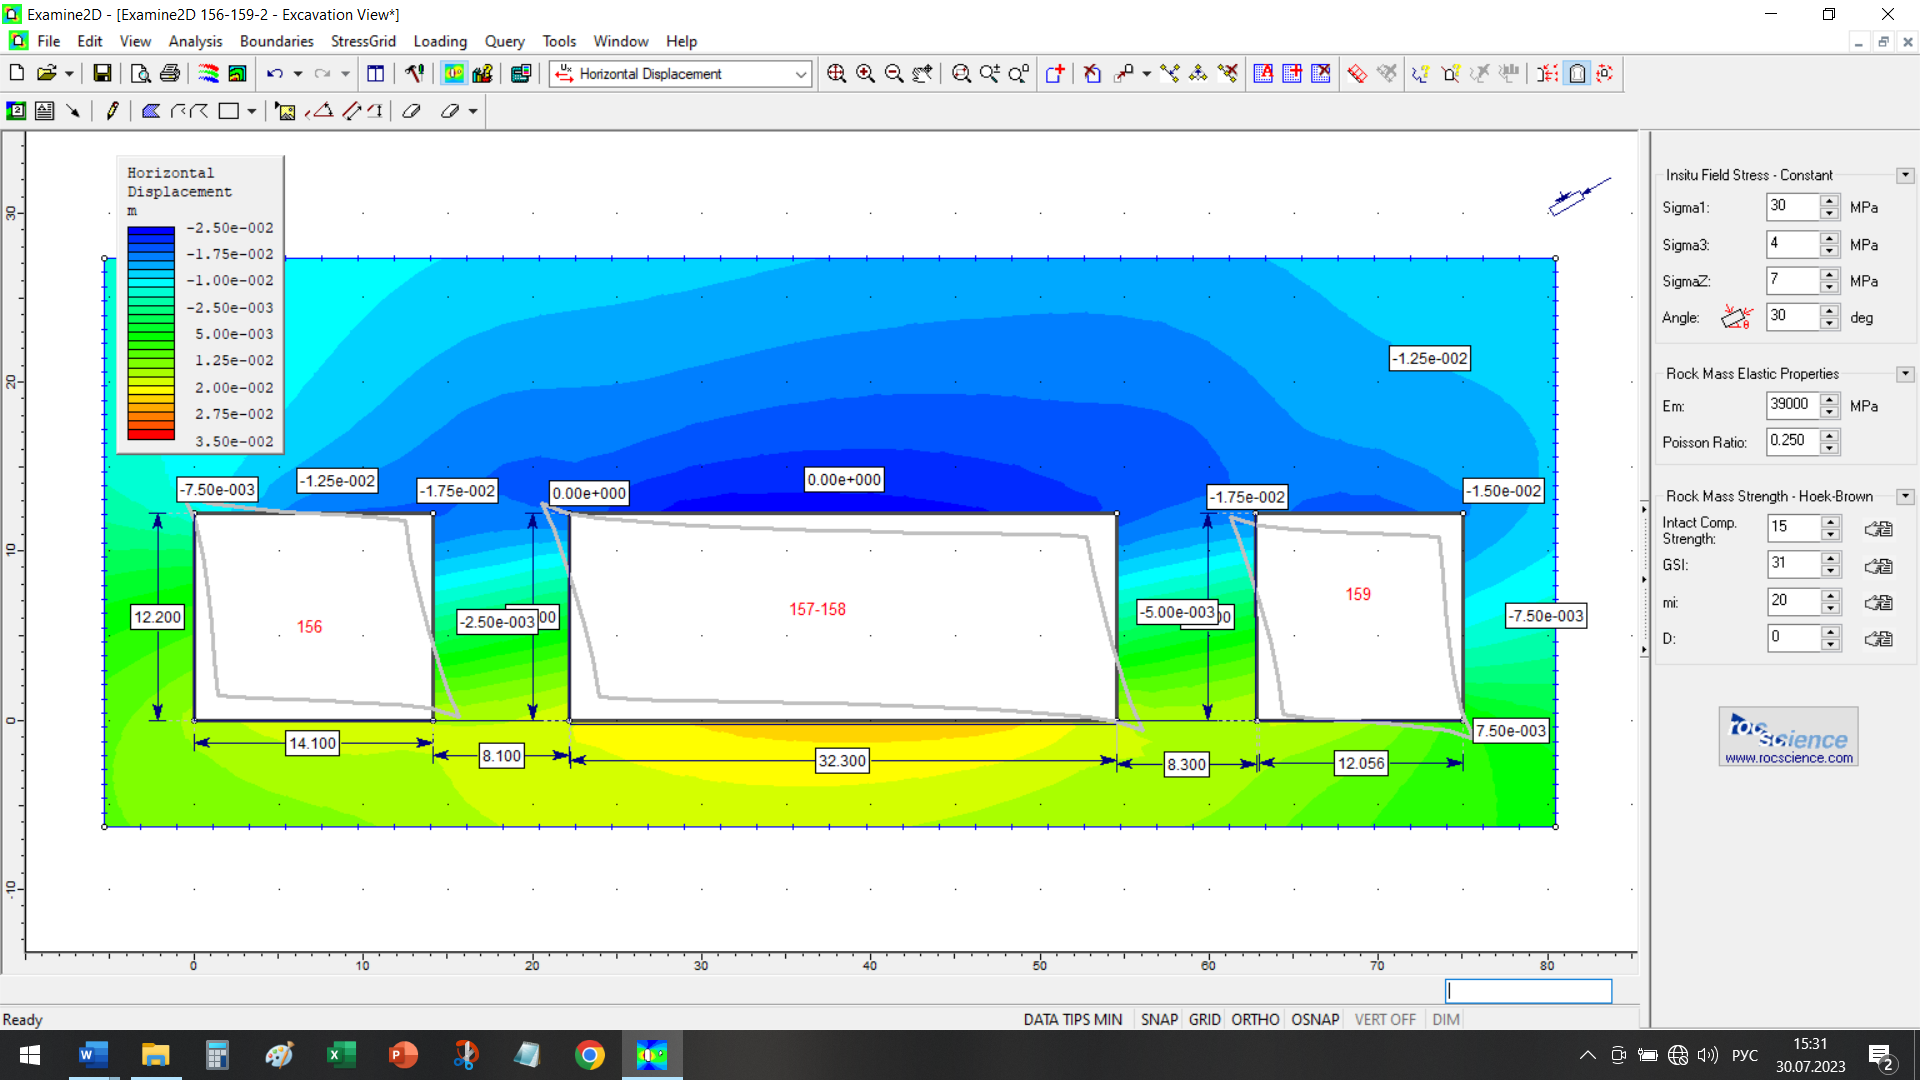 Examine2D - [Examine2D 156-159-2 - Excavation View*]
File Edit View Analysis Boundaries StressGrid Loading Query Tools Window Help
Horizontal Displacement
Horizontal
Displacement
m
-2.50e-002
-1.75e-002
-1.00e-002
-2.50e-003
5.00e-003
1.25e-002
2.00e-002
2.75e-002
3.50e-002
-1.25e-002
-7.50e-003
-1.25e-002
-1.75e-002
0.00e+000
0.00e+000
-1.75e-002
-1.50e-002
12.200
156
-2.50e-003
157-158
-5.00e-003
159
-7.50e-003
7.50e-003
14.100
8.100
32.300
8.300
12.056
30
20
10
0
-10
0 10 20 30 40 50 60 70 80
Insitu Field Stress - Constant
Sigma1: 30 MPa
Sigma3: 4 MPa
SigmaZ: 7 MPa
Angle: θ 30 deg
Rock Mass Elastic Properties
Em: 39000 MPa
Poisson Ratio: 0.250
Rock Mass Strength - Hoek-Brown
Intact Comp.
Strength: 15
GSI: 31
mi: 20
D: 0
rocscience
www.rocscience.com
Ready
DATA TIPS MIN SNAP GRID ORTHO OSNAP VERT OFF DIM
РУС
15:31
30.07.2023
2